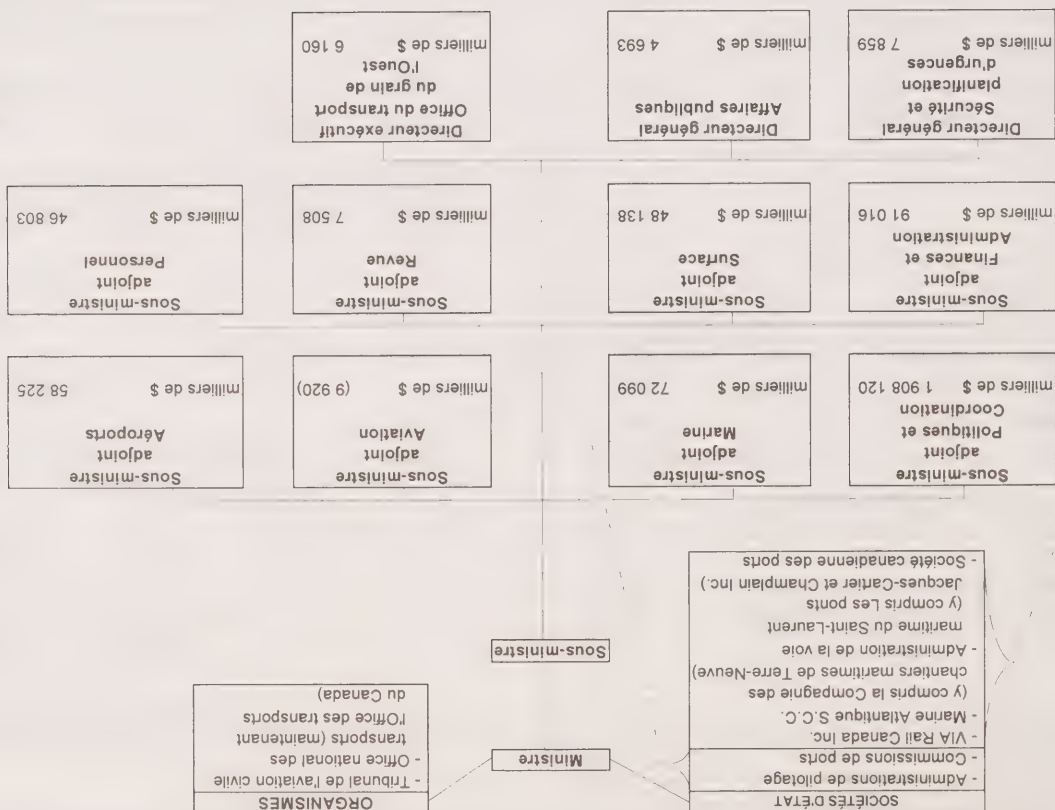 SOCIÉTÉS D'ÉTAT
- Administrations de pilotage
- Commissions de ports
- VIA Rail Canada Inc.
- Marine Atlantique S.C.C.
(y compris la Compagnie des
chantiers maritimes de Terre-Neuve)
- Administration de la voie
maritime du Saint-Laurent
(y compris Les ponts
Jacques-Cartier et Champlain Inc.)
- Société canadienne des ports
Ministre
ORGANISMES
- Tribunal de l'aviation civile
- Office national des
transports (maintenant
l'Office des transports
du Canada)
Sous-ministre
Sous-ministre
adjoint
Politiques et
Coordination
milliers de $ 1 908 120
Sous-ministre
adjoint
Marine
milliers de $ 72 099
Sous-ministre
adjoint
Aviation
milliers de $ (9 920)
Sous-ministre
adjoint
Aéroports
milliers de $ 58 225
Sous-ministre
adjoint
Finances et
Administration
milliers de $ 91 016
Sous-ministre
adjoint
Surface
milliers de $ 48 138
Sous-ministre
adjoint
Revue
milliers de $ 7 508
Sous-ministre
adjoint
Personnel
milliers de $ 46 803
Directeur général
Sécurité et
planification
d'urgences
milliers de $ 7 859
Directeur général
Affaires publiques
milliers de $ 4 693
Directeur exécutif
Office du transport
du grain de
l'Ouest
milliers de $ 6 160